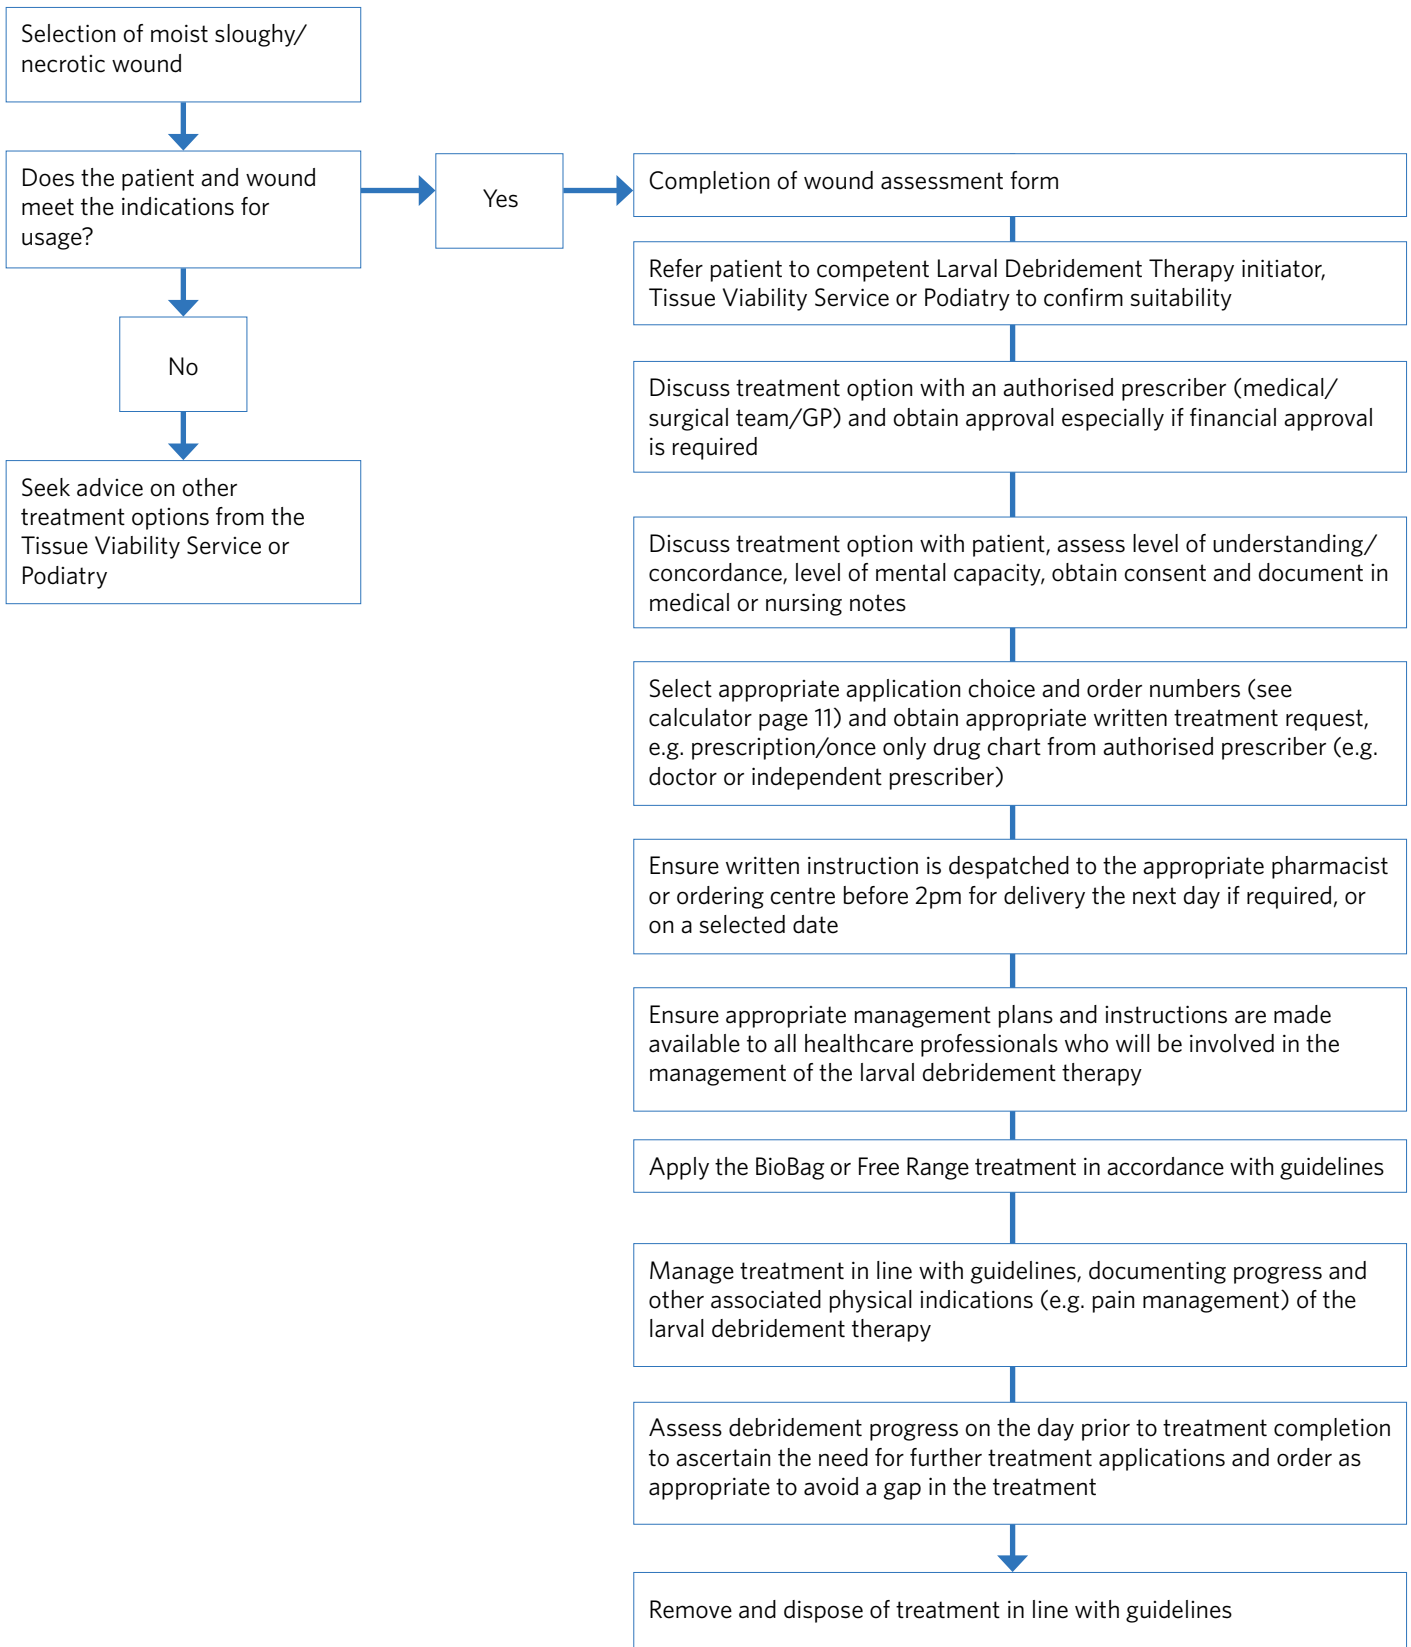 Selection of moist sloughy/
necrotic wound
Does the patient and wound
meet the indications for
usage?
Yes
No
Seek advice on other
treatment options from the
Tissue Viability Service or
Podiatry
Completion of wound assessment form
Refer patient to competent Larval Debridement Therapy initiator,
Tissue Viability Service or Podiatry to confirm suitability
Discuss treatment option with an authorised prescriber (medical/
surgical team/GP) and obtain approval especially if financial approval
is required
Discuss treatment option with patient, assess level of understanding/
concordance, level of mental capacity, obtain consent and document in
medical or nursing notes
Select appropriate application choice and order numbers (see
calculator page 11) and obtain appropriate written treatment request,
e.g. prescription/once only drug chart from authorised prescriber (e.g.
doctor or independent prescriber)
Ensure written instruction is despatched to the appropriate pharmacist
or ordering centre before 2pm for delivery the next day if required, or
on a selected date
Ensure appropriate management plans and instructions are made
available to all healthcare professionals who will be involved in the
management of the larval debridement therapy
Apply the BioBag or Free Range treatment in accordance with guidelines
Manage treatment in line with guidelines, documenting progress and
other associated physical indications (e.g. pain management) of the
larval debridement therapy
Assess debridement progress on the day prior to treatment completion
to ascertain the need for further treatment applications and order as
appropriate to avoid a gap in the treatment
Remove and dispose of treatment in line with guidelines